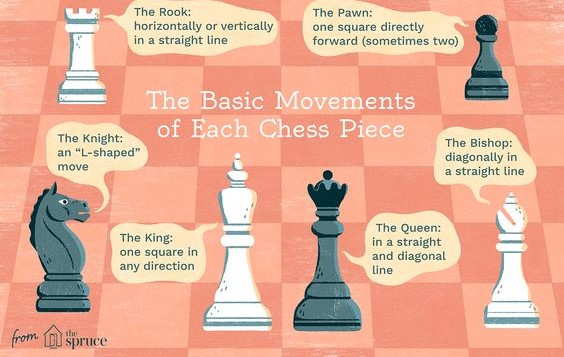 The Rook:
horizontally or vertically
in a straight line
The Pawn:
one square directly
forward (sometimes two)
The Basic Movements
of Each Chess Piece
The Knight:
an “L-shaped”
move
The Bishop:
diagonally in
a straight line
The King:
one square in
any direction
The Queen:
in a straight
and diagonal
line
from the
spruce